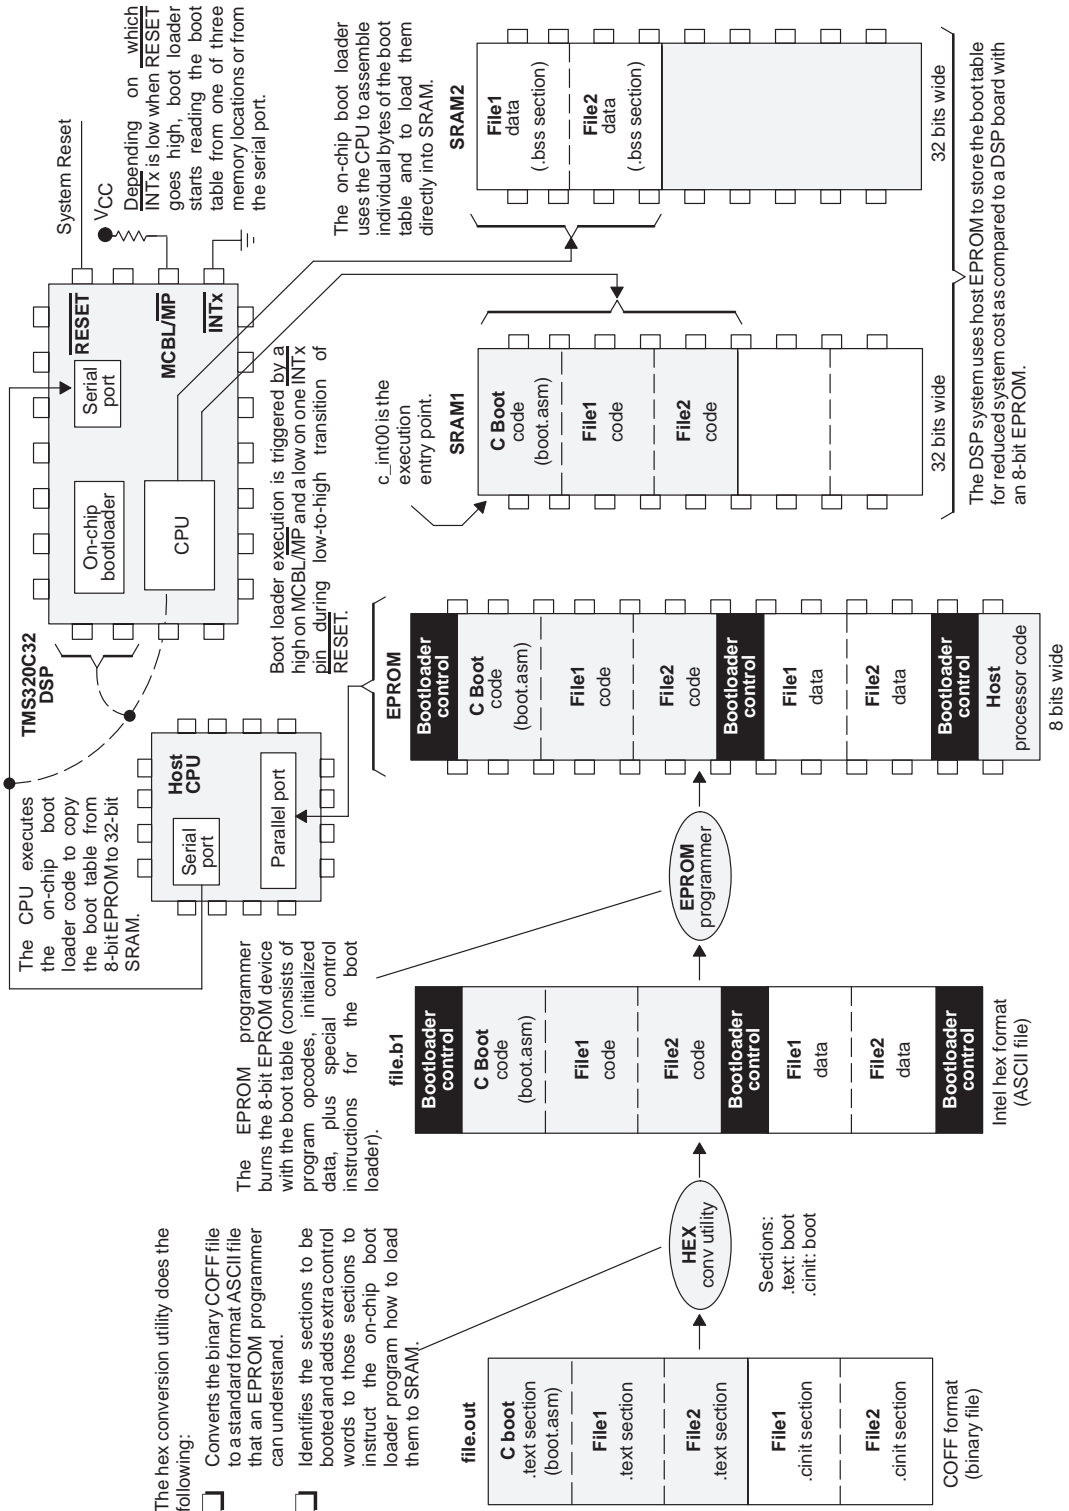 The hex conversion utility does the
following:
Converts the binary COFF file
to a standard format ASCII file
that an EPROM programmer
can understand.
Identifies the sections to be
booted and adds extra control
words to those sections to
instruct the on-chip boot
loader program how to load
them to SRAM.
file.out
C boot
.text section
(boot.asm)
File1
.text section
File2
.text section
File1
.cinit section
File2
.cinit section
COFF format
(binary file)
HEX
conv utility
Sections:
.text: boot
.cinit: boot
The EPROM programmer
burns the 8-bit EPROM device
with the boot table (consists of
program opcodes, initialized
data, plus special control
instructions for the boot
loader).
file.b1
Bootloader
control
C Boot
code
(boot.asm)
File1
code
File2
code
Bootloader
control
File1
data
File2
data
Bootloader
control
Intel hex format
(ASCII file)
EPROM
programmer
The CPU executes
the on-chip boot
loader code to copy
the boot table from
8-bit EPROM to 32-bit
SRAM.
Host
CPU
Serial
port
Parallel port
EPROM
Bootloader
control
C Boot
code
(boot.asm)
File1
code
File2
code
Bootloader
control
File1
data
File2
data
Bootloader
control
Host
processor code
8 bits wide
TMS320C32
DSP
On-chip
bootloader
CPU
Serial
port
RESET
MCBL/MP
INTx
System Reset
VCC
Depending on which
INTx is low when RESET
goes high, boot loader
starts reading the boot
table from one of three
memory locations or from
the serial port.
Boot loader execution is triggered by a
high on MCBL/MP and a low on one INTx
pin during low-to-high transition of
RESET.
c_int00 is the
execution
entry point.
SRAM1
C Boot
code
(boot.asm)
File1
code
File2
code
32 bits wide
The on-chip boot loader
uses the CPU to assemble
individual bytes of the boot
table and to load them
directly into SRAM.
SRAM2
File1
data
(.bss section)
File2
data
(.bss section)
32 bits wide
The DSP system uses host EPROM to store the boot table
for reduced system cost as compared to a DSP board with
an 8-bit EPROM.